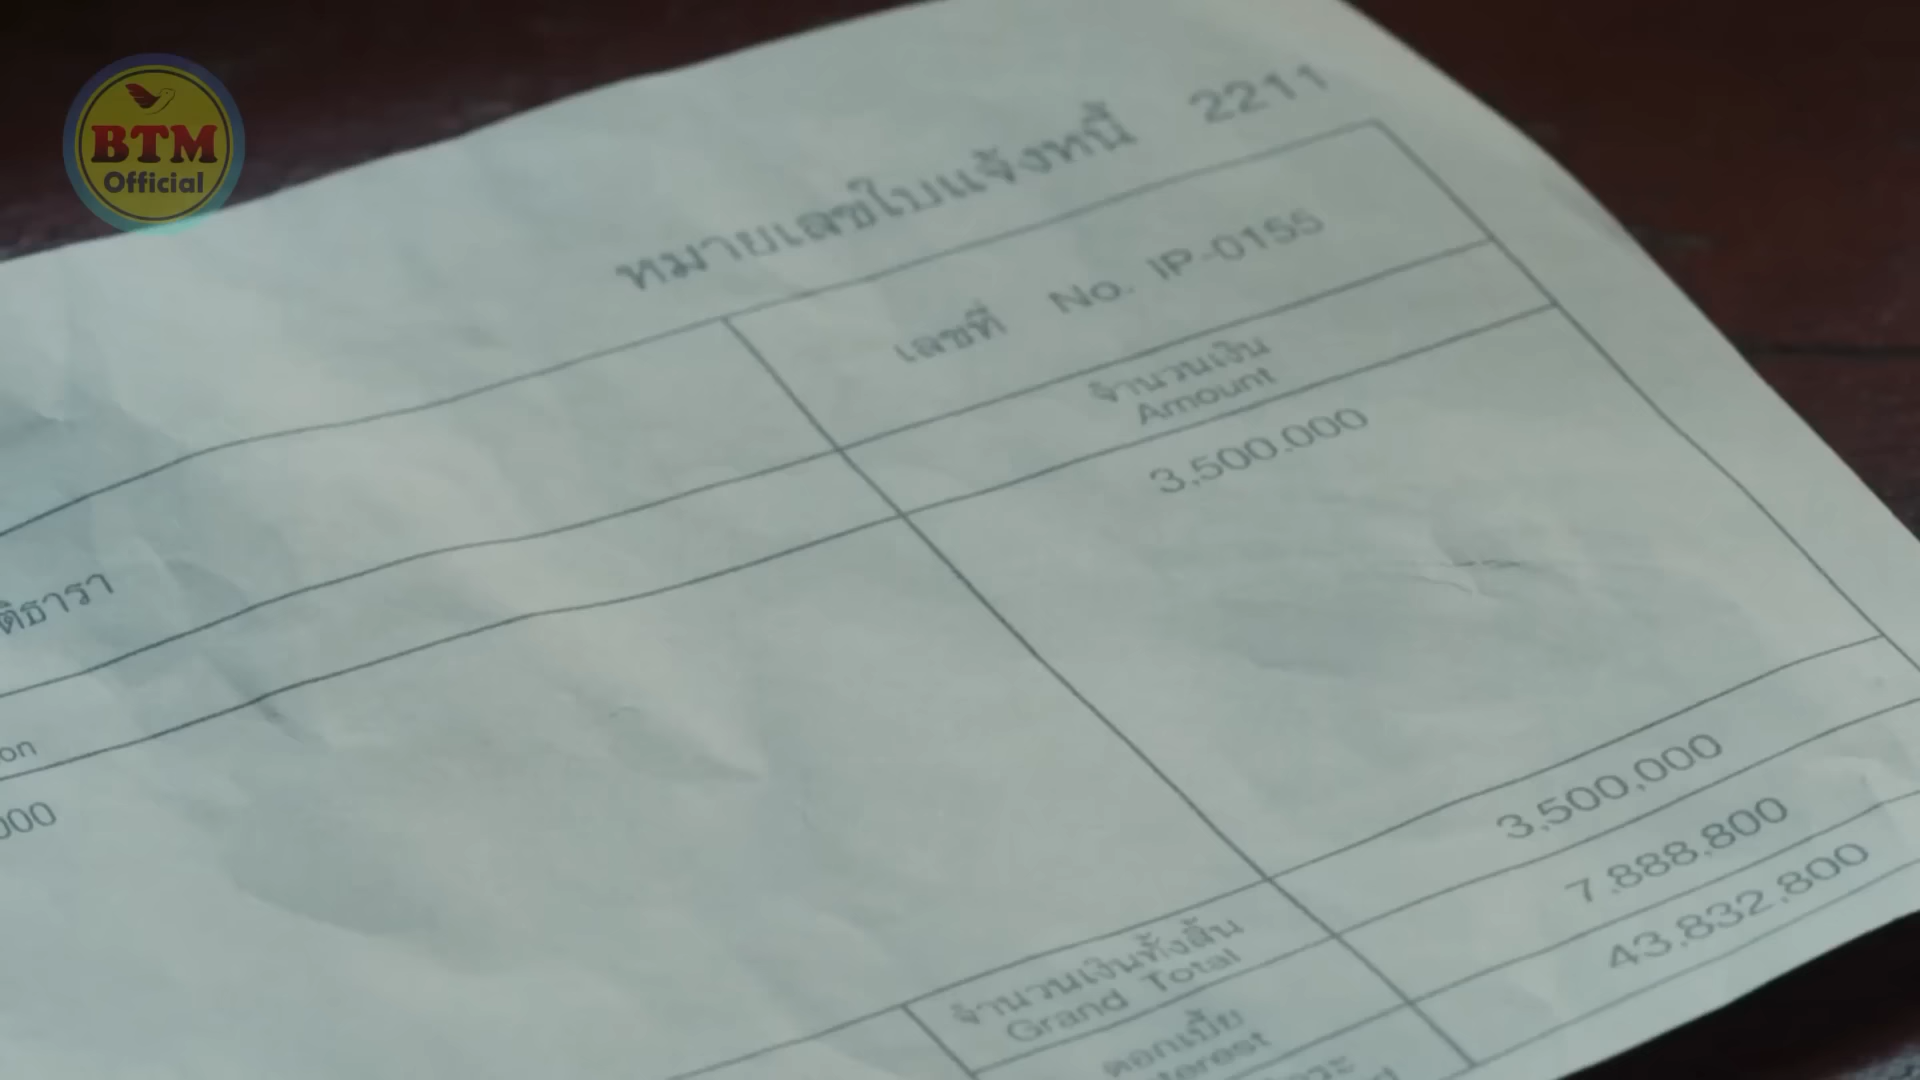 BTM
Official
หมายเลขใบแจ้งหนี้ 2211
เลขที่ No. IP-0155
จำนวนเงิน
Amount
3,500,000
ติธารา
on
000
3,500,000
7,888,800
43,832,800
จำนวนเงินทั้งสิ้น
Grand Total
ดอกเบี้ย
terest